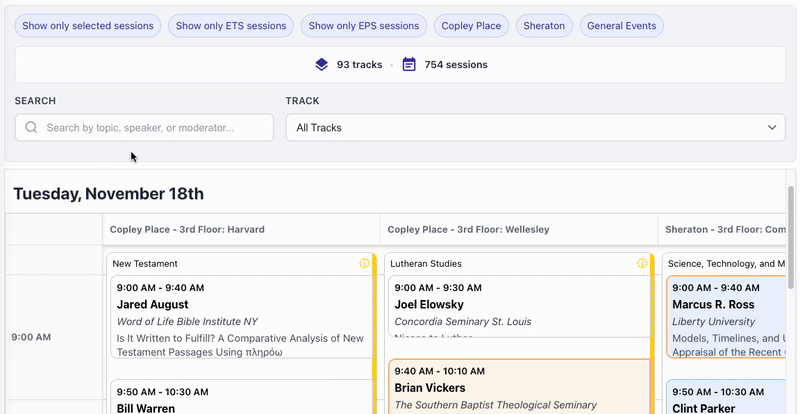 Show only selected sessions
Show only ETS sessions
Show only EPS sessions
Copley Place
Sheraton
General Events
93 tracks · 754 sessions
SEARCH
TRACK
Search by topic, speaker, or moderator...
All Tracks
Tuesday, November 18th
Copley Place - 3rd Floor: Harvard
Copley Place - 3rd Floor: Wellesley
Sheraton - 3rd Floor: Com
9:00 AM
New Testament
9:00 AM - 9:40 AM
Jared August
Word of Life Bible Institute NY
Is It Written to Fulfill? A Comparative Analysis of New
Testament Passages Using πληρόω
9:50 AM - 10:30 AM
Bill Warren
Lutheran Studies
9:00 AM - 9:30 AM
Joel Elowsky
Concordia Seminary St. Louis
9:40 AM - 10:10 AM
Brian Vickers
The Southern Baptist Theological Seminary
Science, Technology, and M
9:00 AM - 9:40 AM
Marcus R. Ross
Liberty University
Models, Timelines, and
Appraisal of the Recent
9:50 AM - 10:30 AM
Clint Parker